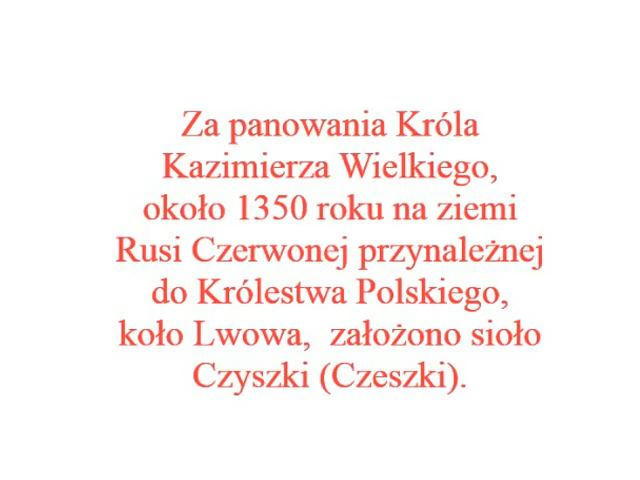 Za panowania Króla
Kazimierza Wielkiego,
około 1350 roku na ziemi
Rusi Czerwonej przynależnej
do Królestwa Polskiego,
koło Lwowa,  założono sioło
Czyszki (Czeszki).